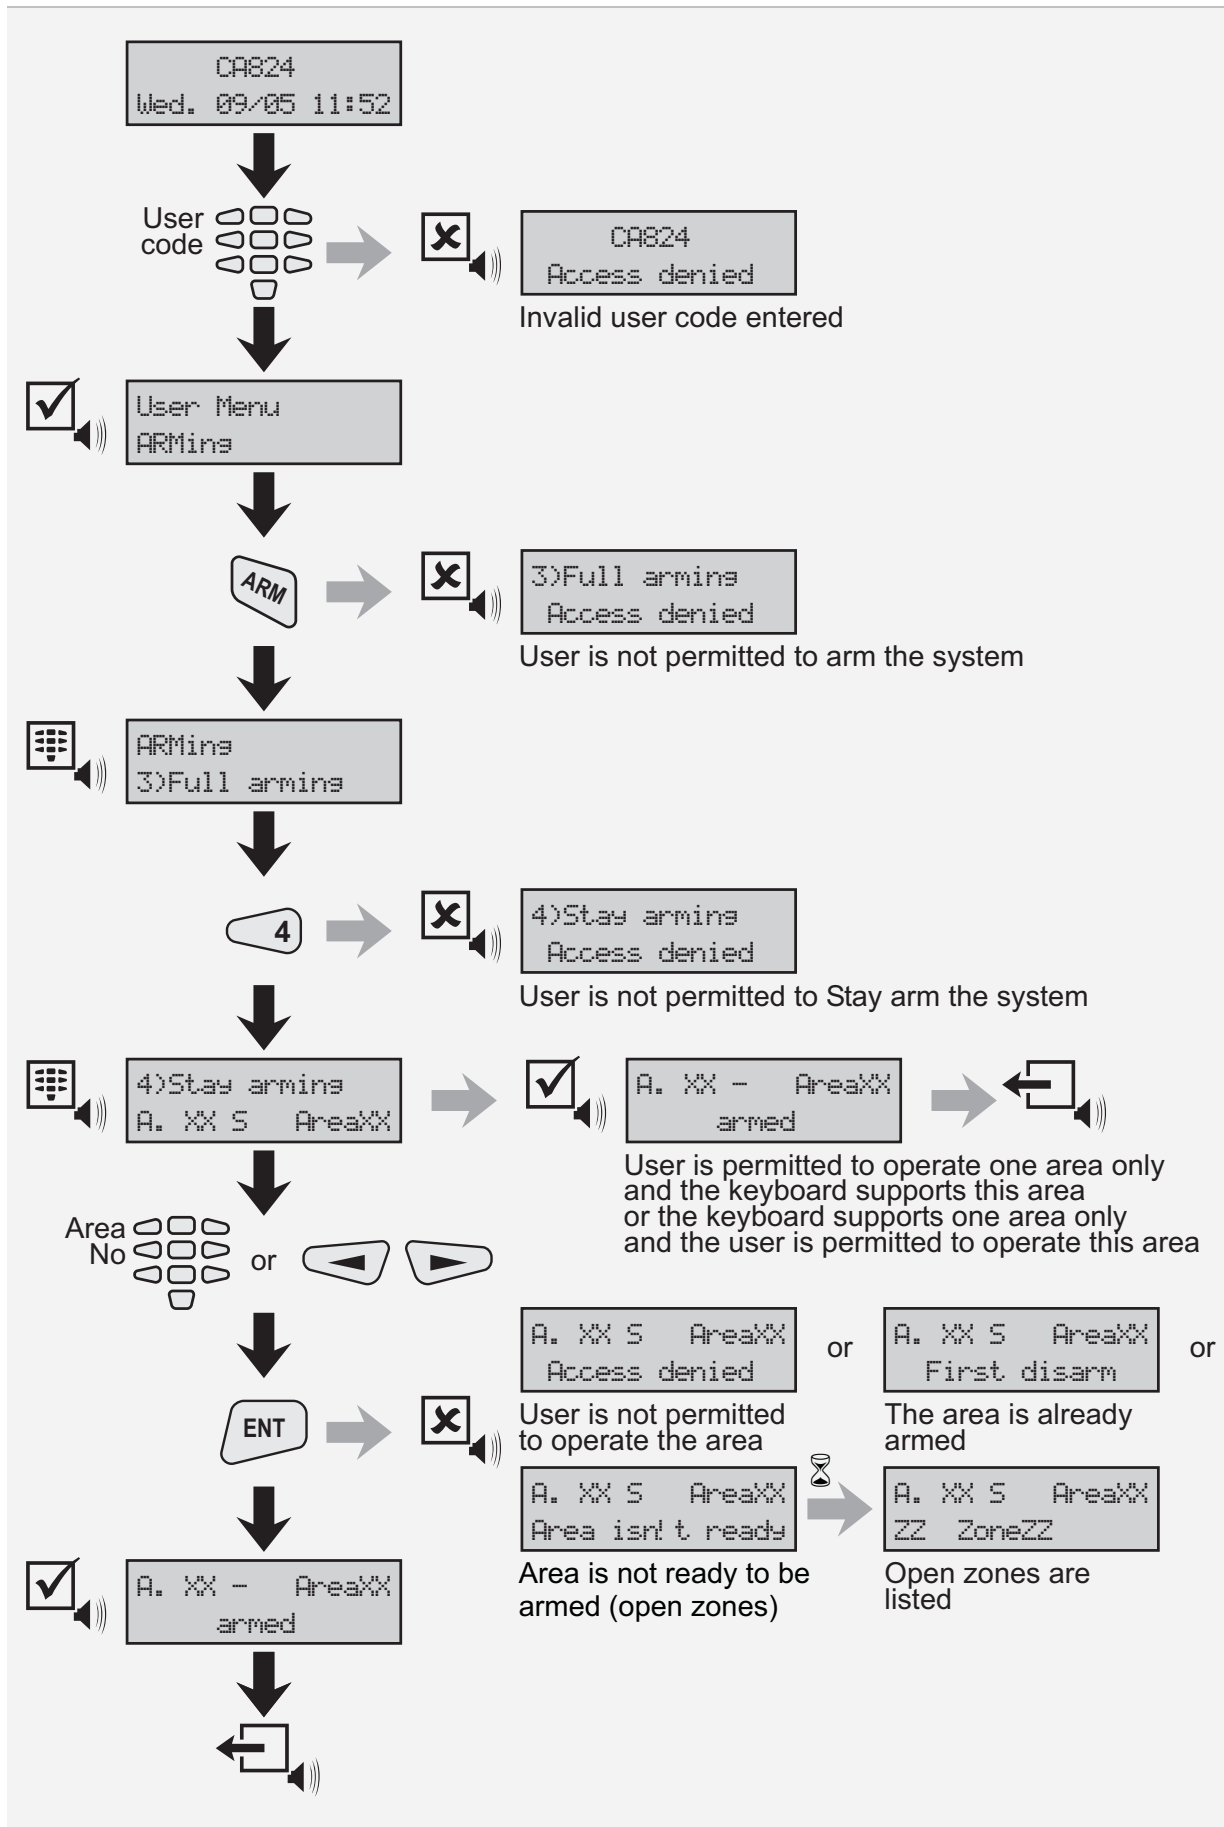 CA824
Wed. 09/05 11:52
User
code
CA824
Access denied
Invalid user code entered
User Menu
ARMing
ARM
3)Full arming
Access denied
User is not permitted to arm the system
ARMing
3)Full arming
4
4)Stay arming
Access denied
User is not permitted to Stay arm the system
4)Stay arming
A. XX S AreaXX
A. XX - AreaXX
armed
User is permitted to operate one area only
and the keyboard supports this area
or the keyboard supports one area only
and the user is permitted to operate this area
Area
No
or
ENT
A. XX S AreaXX
Access denied
User is not permitted
to operate the area
or
A. XX S AreaXX
First disarm
The area is already
armed
or
A. XX S AreaXX
Area isn!t ready
Area is not ready to be
armed (open zones)
A. XX S AreaXX
ZZ ZoneZZ
Open zones are
listed
A. XX - AreaXX
armed